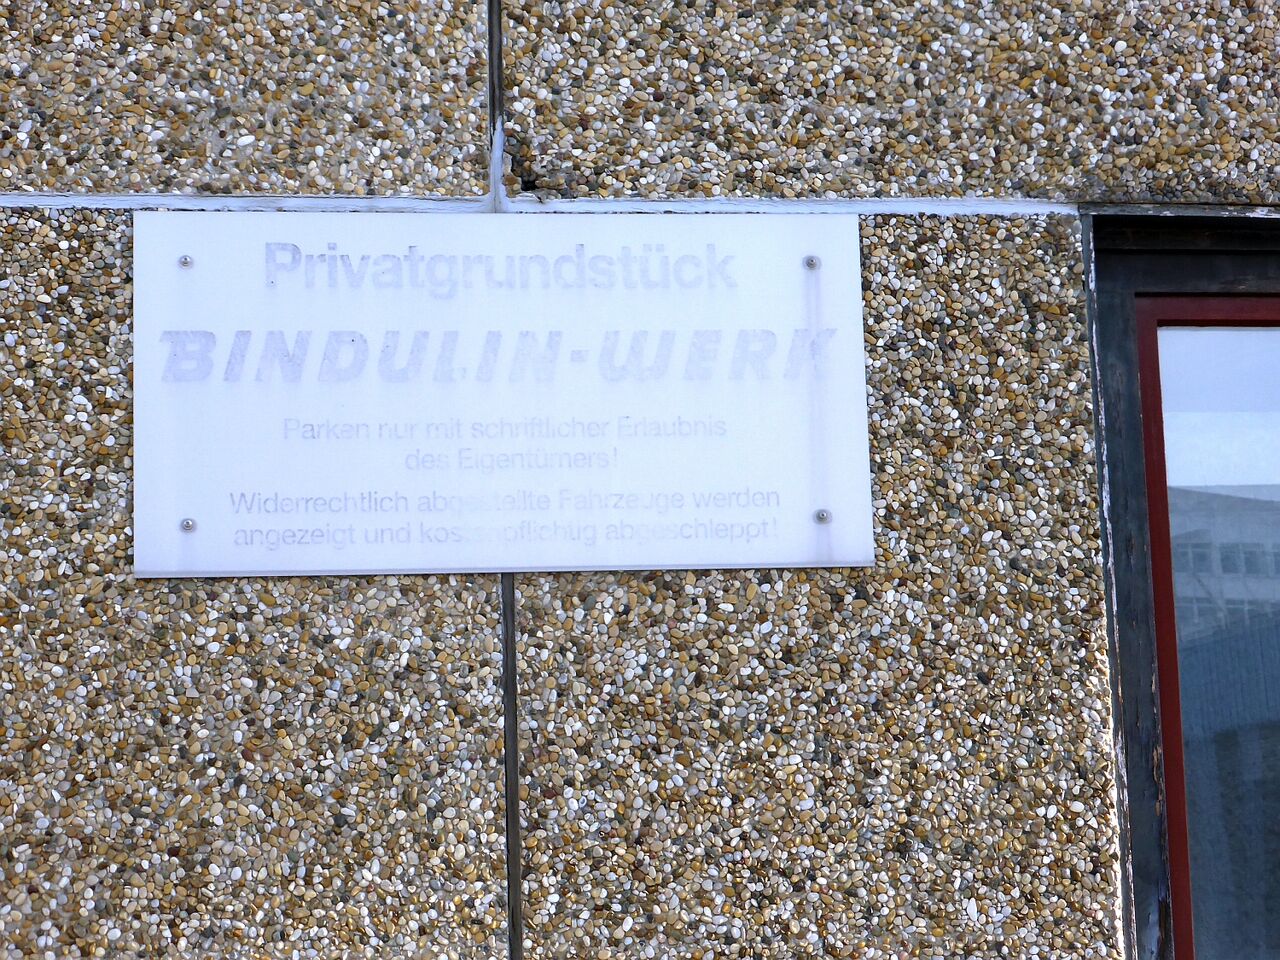 Privatgrundstück
BINDULIN-WERK
Parken nur mit schriftlicher Erlaubnis
des Eigentümers!
Widerrechtlich abgestellte Fahrzeuge werden
angezeigt und kostenpflichtig abgeschleppt!